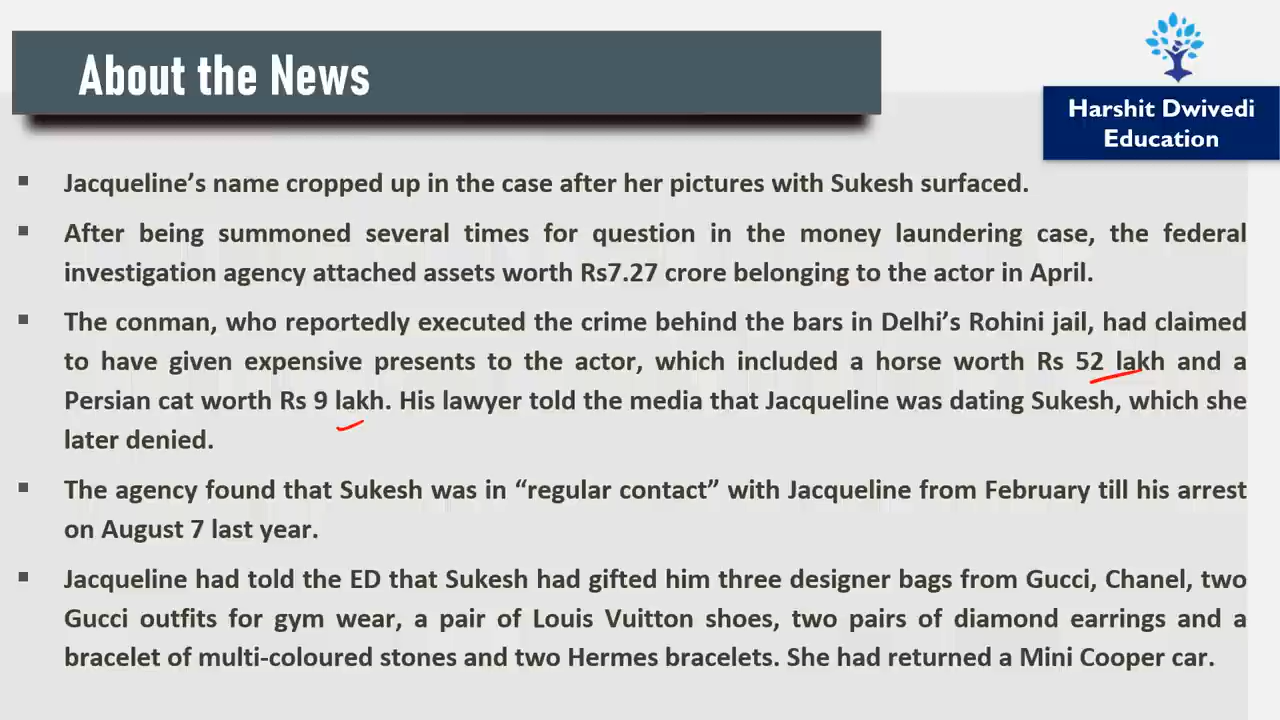 About the News
Harshit Dwivedi
Education
▪ Jacqueline’s name cropped up in the case after her pictures with Sukesh surfaced.
▪ After being summoned several times for question in the money laundering case, the federal
investigation agency attached assets worth Rs7.27 crore belonging to the actor in April.
▪ The conman, who reportedly executed the crime behind the bars in Delhi’s Rohini jail, had claimed
to have given expensive presents to the actor, which included a horse worth Rs 52 lakh and a
Persian cat worth Rs 9 lakh. His lawyer told the media that Jacqueline was dating Sukesh, which she
later denied.
▪ The agency found that Sukesh was in “regular contact” with Jacqueline from February till his arrest
on August 7 last year.
▪ Jacqueline had told the ED that Sukesh had gifted him three designer bags from Gucci, Chanel, two
Gucci outfits for gym wear, a pair of Louis Vuitton shoes, two pairs of diamond earrings and a
bracelet of multi-coloured stones and two Hermes bracelets. She had returned a Mini Cooper car.